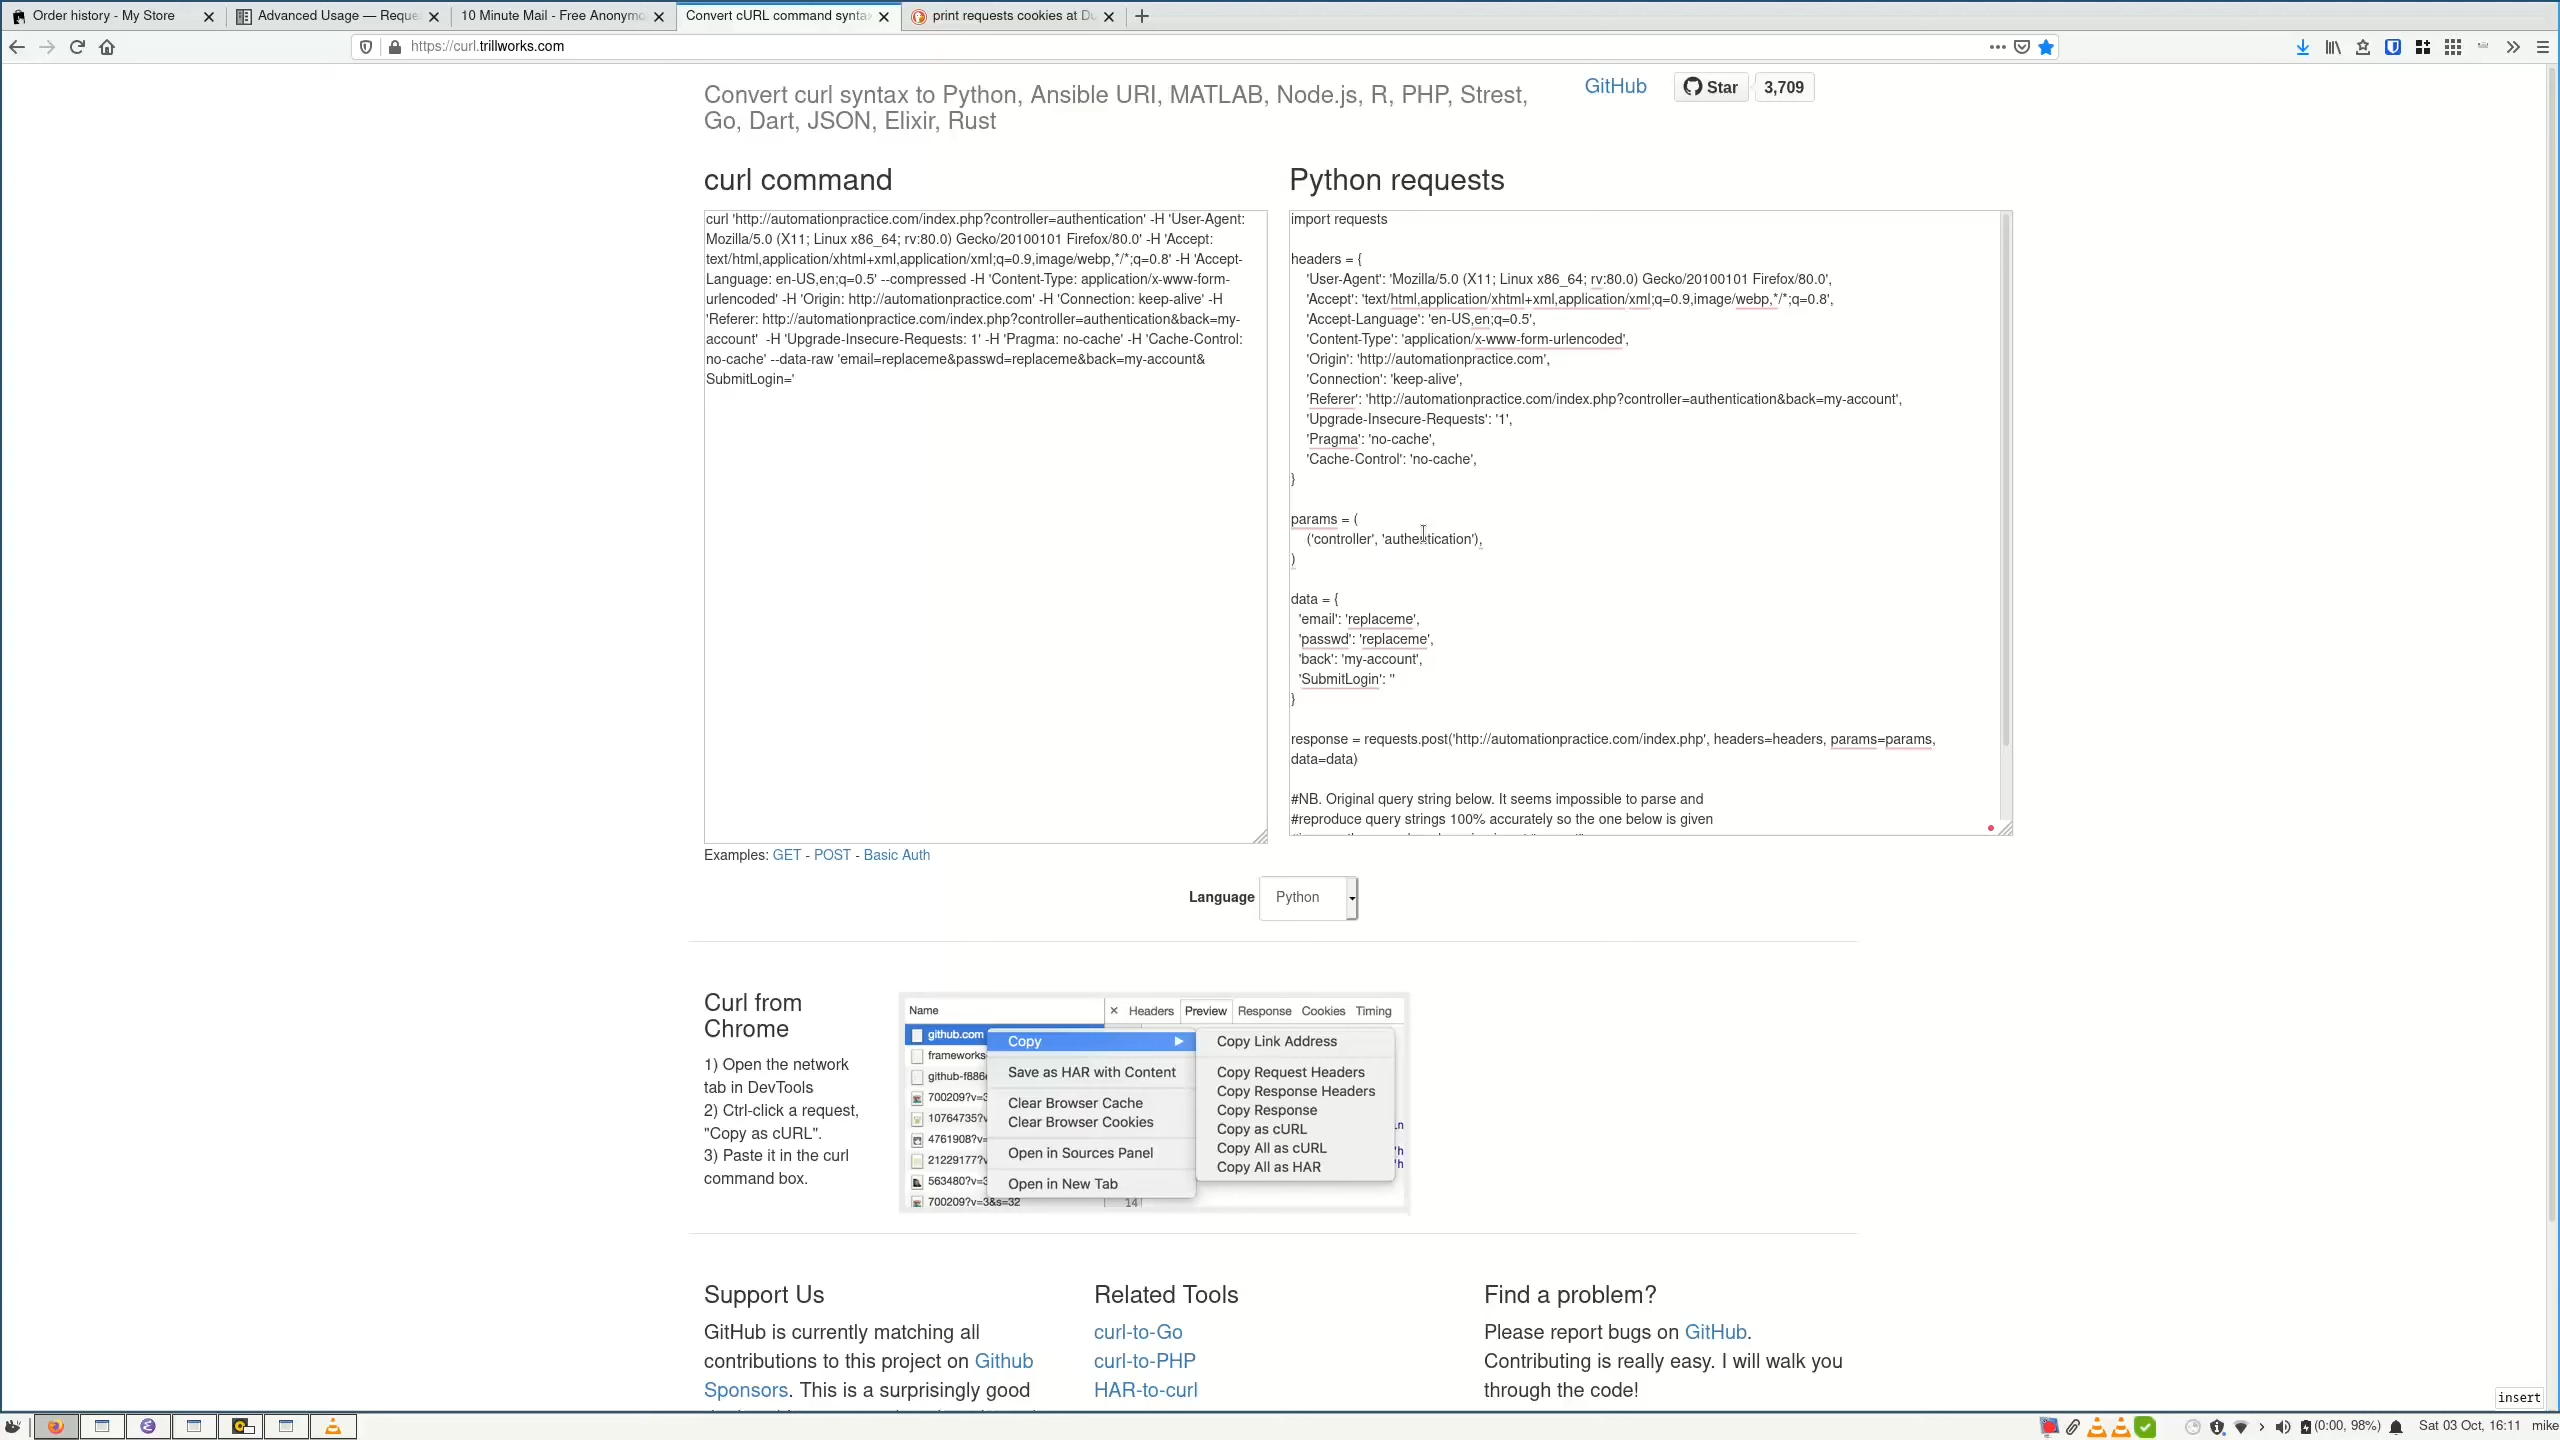 Order history - My Store
Advanced Usage — Reque
10 Minute Mail - Free Anonymo
Convert cURL command synta
print requests cookies at Du
https://curl.trillworks.com
Convert curl syntax to Python, Ansible URI, MATLAB, Node.js, R, PHP, Strest,
Go, Dart, JSON, Elixir, Rust
GitHub
Star
3,709
curl command
curl 'http://automationpractice.com/index.php?controller=authentication' -H 'User-Agent:
Mozilla/5.0 (X11; Linux x86_64; rv:80.0) Gecko/20100101 Firefox/80.0' -H 'Accept:
text/html,application/xhtml+xml,application/xml;q=0.9,image/webp,*/*;q=0.8' -H 'Accept-
Language: en-US,en;q=0.5' --compressed -H 'Content-Type: application/x-www-form-
urlencoded' -H 'Origin: http://automationpractice.com' -H 'Connection: keep-alive' -H
'Referer: http://automationpractice.com/index.php?controller=authentication&back=my-
account'  -H 'Upgrade-Insecure-Requests: 1' -H 'Pragma: no-cache' -H 'Cache-Control:
no-cache' --data-raw 'email=replaceme&passwd=replaceme&back=my-account&
SubmitLogin='
Python requests
import requests
headers = {
'User-Agent': 'Mozilla/5.0 (X11; Linux x86_64; rv:80.0) Gecko/20100101 Firefox/80.0',
'Accept': 'text/html,application/xhtml+xml,application/xml;q=0.9,image/webp,*/*;q=0.8',
'Accept-Language': 'en-US,en;q=0.5',
'Content-Type': 'application/x-www-form-urlencoded',
'Origin': 'http://automationpractice.com',
'Connection': 'keep-alive',
'Referer': 'http://automationpractice.com/index.php?controller=authentication&back=my-account',
'Upgrade-Insecure-Requests': '1',
'Pragma': 'no-cache',
'Cache-Control': 'no-cache',
}
params = (
('controller', 'authentication'),
)
data = {
'email': 'replaceme',
'passwd': 'replaceme',
'back': 'my-account',
'SubmitLogin': ''
}
response = requests.post('http://automationpractice.com/index.php', headers=headers, params=params,
data=data)
#NB. Original query string below. It seems impossible to parse and
#reproduce query strings 100% accurately so the one below is given
Examples: GET - POST - Basic Auth
Language
Python
Curl from
Chrome
1) Open the network
tab in DevTools
2) Ctrl-click a request,
"Copy as cURL".
3) Paste it in the curl
command box.
Name
Headers
Preview
Response
Cookies
Timing
github.com
frameworks-
github-f886
700209?v=3
10764735?v
4761908?v=
21229177?v
563480?v=3
700209?v=3&s=32
14
Copy
Save as HAR with Content
Clear Browser Cache
Clear Browser Cookies
Open in Sources Panel
Open in New Tab
Copy Link Address
Copy Request Headers
Copy Response Headers
Copy Response
Copy as cURL
Copy All as cURL
Copy All as HAR
Support Us
GitHub is currently matching all
contributions to this project on Github
Sponsors. This is a surprisingly good
Related Tools
curl-to-Go
curl-to-PHP
HAR-to-curl
Find a problem?
Please report bugs on GitHub.
Contributing is really easy. I will walk you
through the code!
insert
(0:00, 98%)
Sat 03 Oct, 16:11
mike